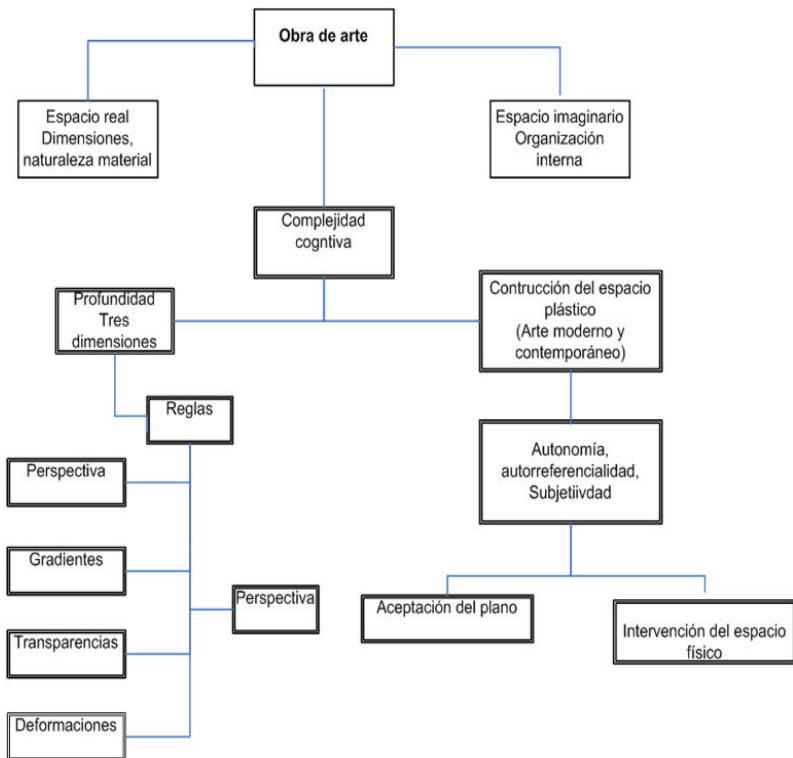 Obra de arte
Espacio real
Dimensiones,
naturaleza material
Espacio imaginario
Organización
interna
Complejidad
cogntiva
Profundidad
Tres
dimensiones
Contrucción del espacio
plástico
(Arte moderno y
contemporáneo)
Reglas
Autonomía,
autorreferencialidad,
Subjetiivdad
Perspectiva
Gradientes
Perspectiva
Aceptación del plano
Transparencias
Intervención del espacio
físico
Deformaciones